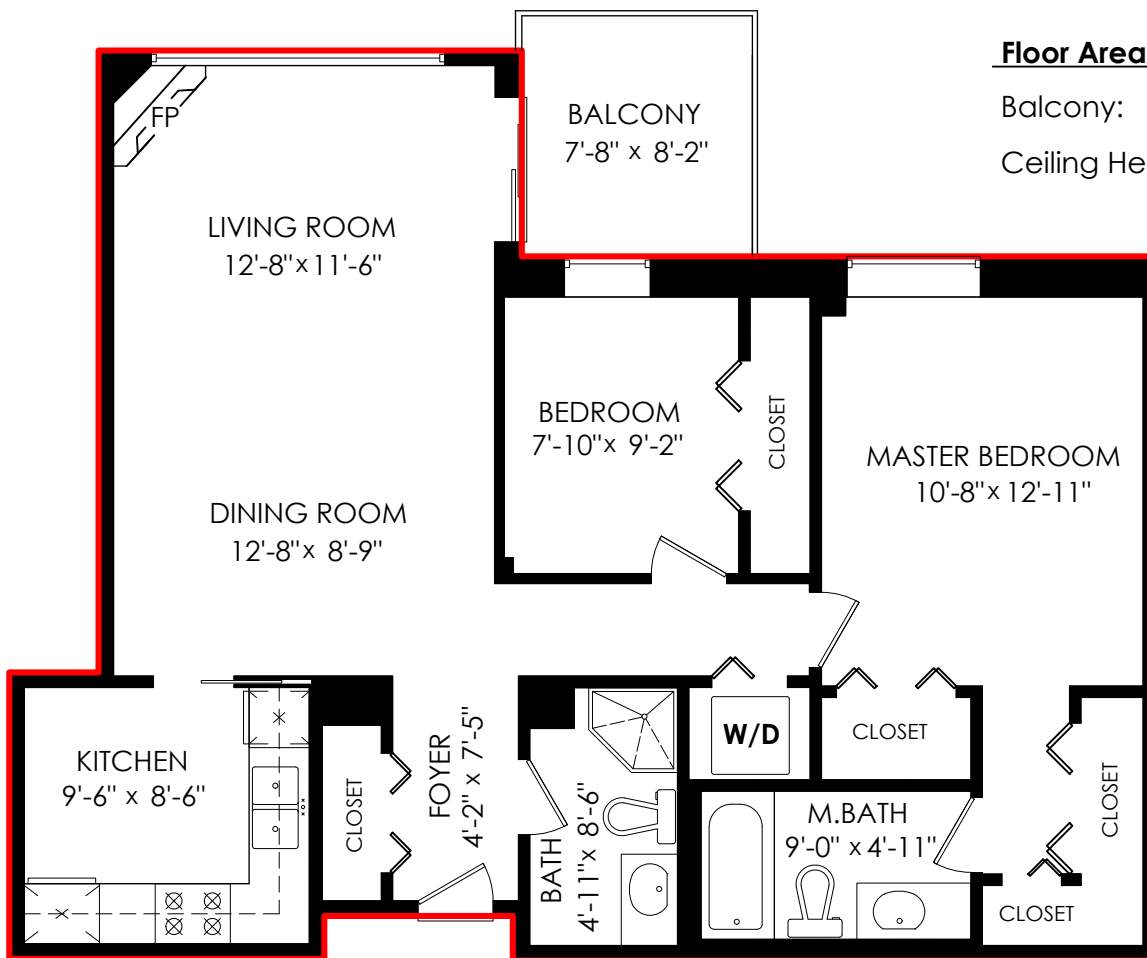 Floor Area
Balcony:
Ceiling He
FP
BALCONY
7'-8" x 8'-2"
LIVING ROOM
12'-8" x 11'-6"
BEDROOM
7'-10" x 9'-2"
CLOSET
MASTER BEDROOM
10'-8" x 12'-11"
DINING ROOM
12'-8" x 8'-9"
KITCHEN
9'-6" x 8'-6"
CLOSET
FOYER
4'-2" x 7'-5"
BATH
4'-11" x 8'-6"
W/D
CLOSET
M.BATH
9'-0" x 4'-11"
CLOSET
CLOSET